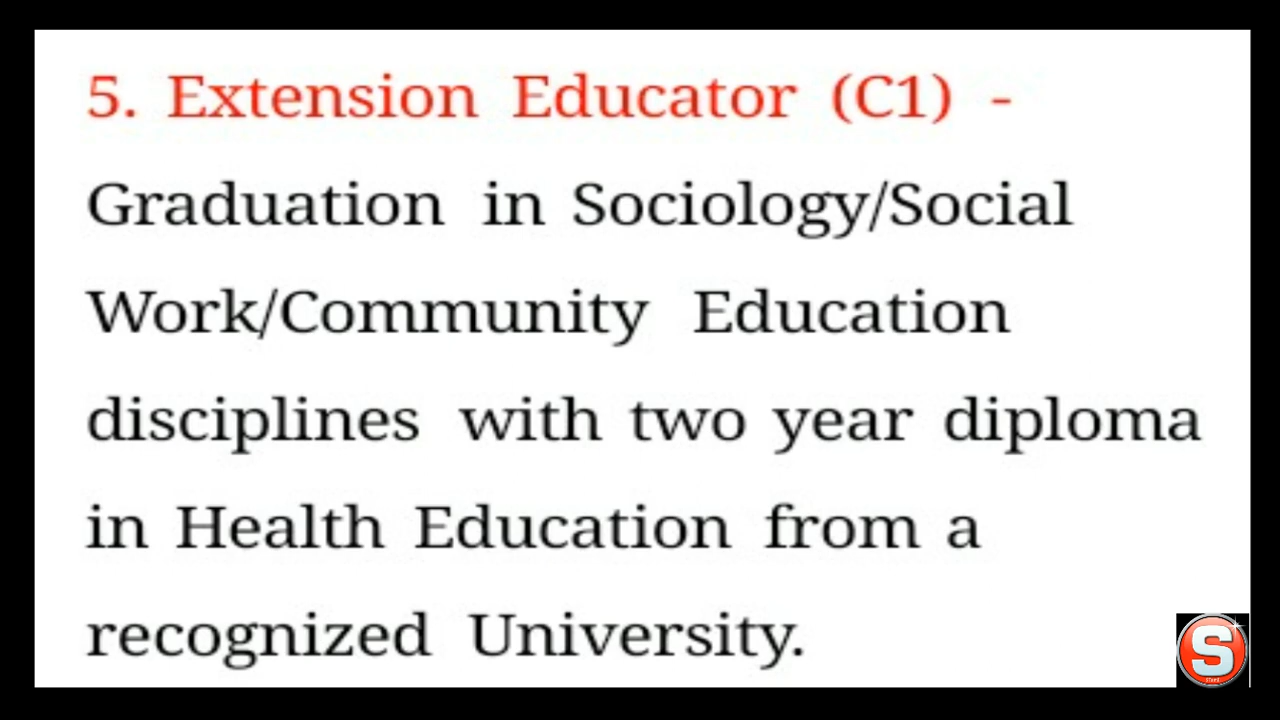 5. Extension Educator (C1) -
Graduation in Sociology/Social
Work/Community Education
disciplines with two year diploma
in Health Education from a
recognized University.
S